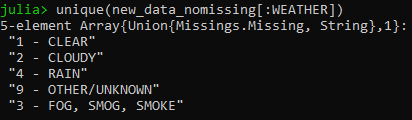 julia> unique(new_data_nomissing[:WEATHER])
5-element Array{Union{Missings.Missing, String},1}:
 "1 - CLEAR"
 "2 - CLOUDY"
 "4 - RAIN"
 "9 - OTHER/UNKNOWN"
 "3 - FOG, SMOG, SMOKE"